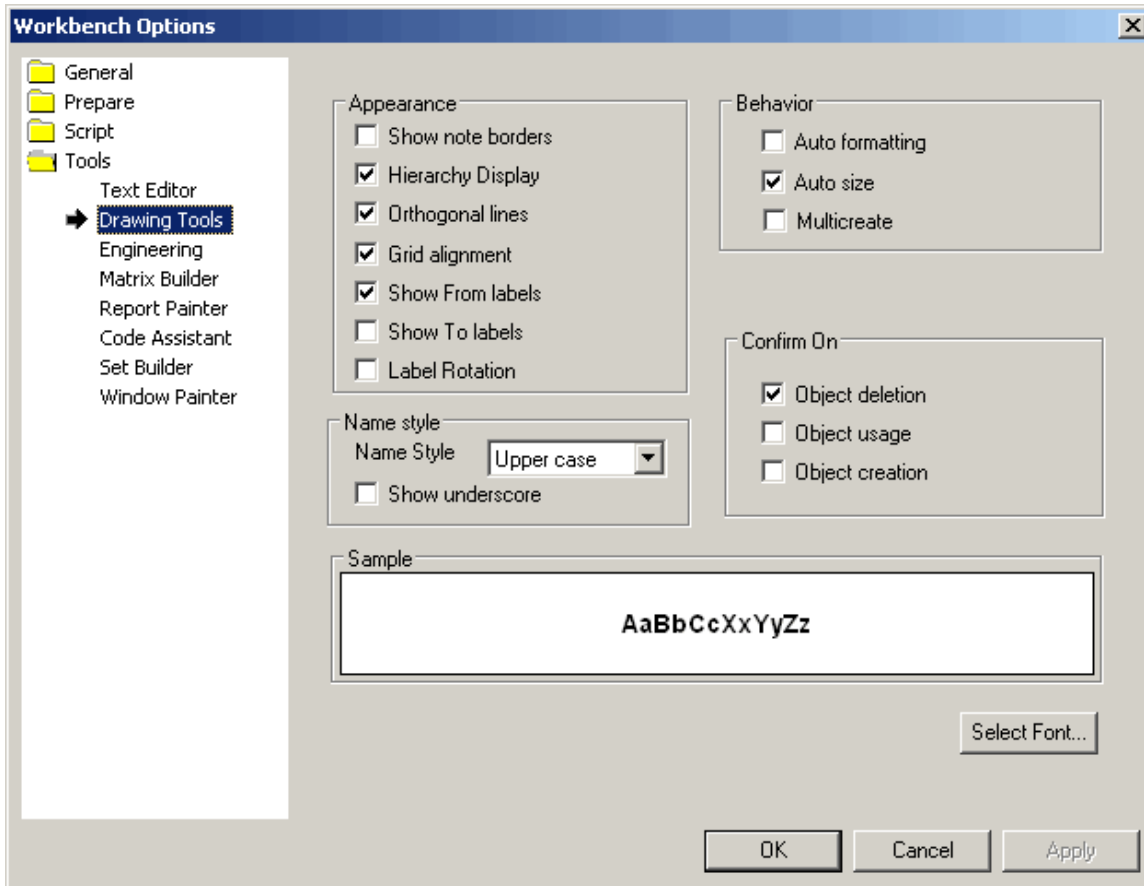 Workbench Options
General
Prepare
Script
Tools
Text Editor
Drawing Tools
Engineering
Matrix Builder
Report Painter
Code Assistant
Set Builder
Window Painter
Appearance
Show note borders
Hierarchy Display
Orthogonal lines
Grid alignment
Show From labels
Show To labels
Label Rotation
Behavior
Auto formatting
Auto size
Multicreate
Confirm On
Object deletion
Object usage
Object creation
Name style
Name Style Upper case
Show underscore
Sample
AaBbCcXxYyZz
Select Font...
OK Cancel Apply